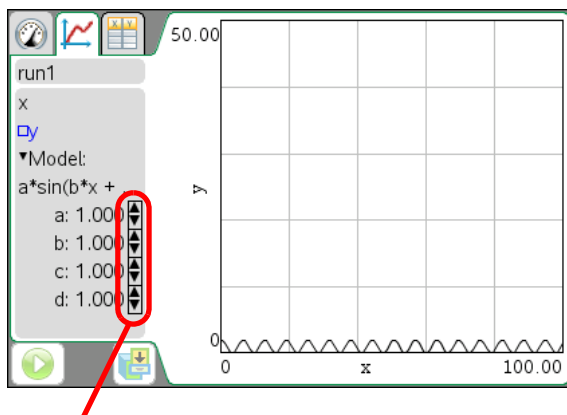 X Y
50.00
run1
x
y
▾Model:
a*sin(b*x + ...
a: 1.000
b: 1.000
c: 1.000
d: 1.000
y
0
0 x 100.00